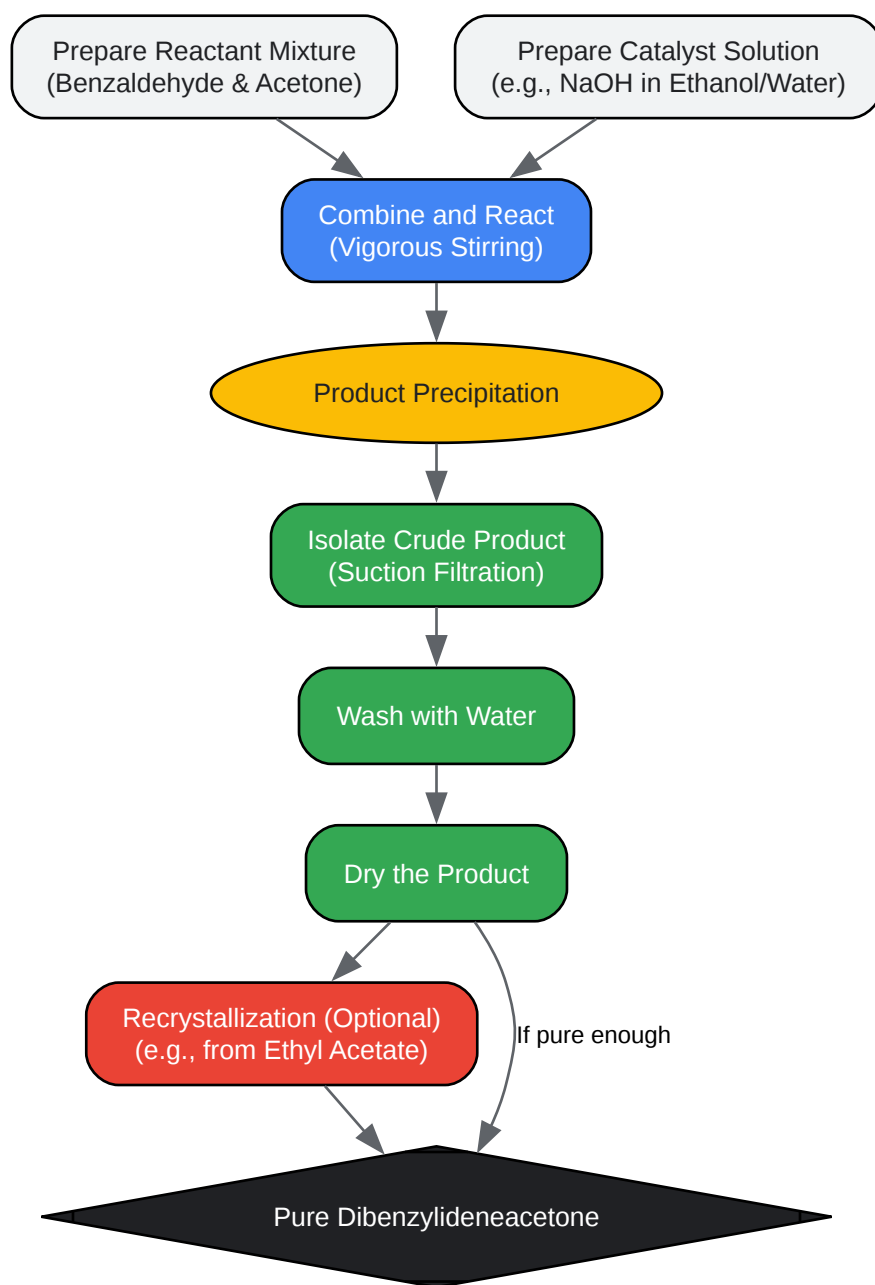 Prepare Reactant Mixture
(Benzaldehyde & Acetone)
Prepare Catalyst Solution
(e.g., NaOH in Ethanol/Water)
Combine and React
(Vigorous Stirring)
Product Precipitation
Isolate Crude Product
(Suction Filtration)
Wash with Water
Dry the Product
Recrystallization (Optional)
(e.g., from Ethyl Acetate)
If pure enough
Pure Dibenzylideneacetone